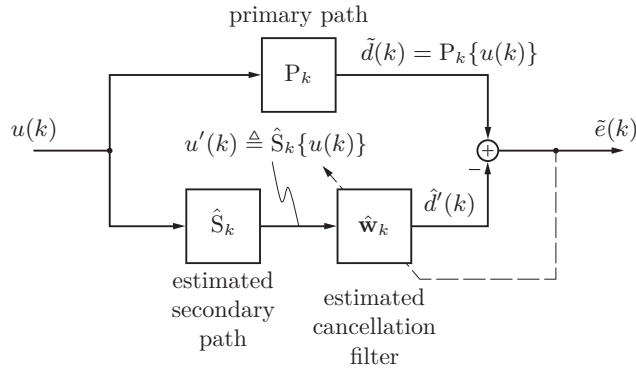 primary path
P_k
d̃(k) = P_k{u(k)}
u(k)
ẽ(k)
u′(k) ≜ Ŝ_k{u(k)}
+
−
Ŝ_k
ŵ_k
d̂′(k)
estimated
secondary
path
estimated
cancellation
filter